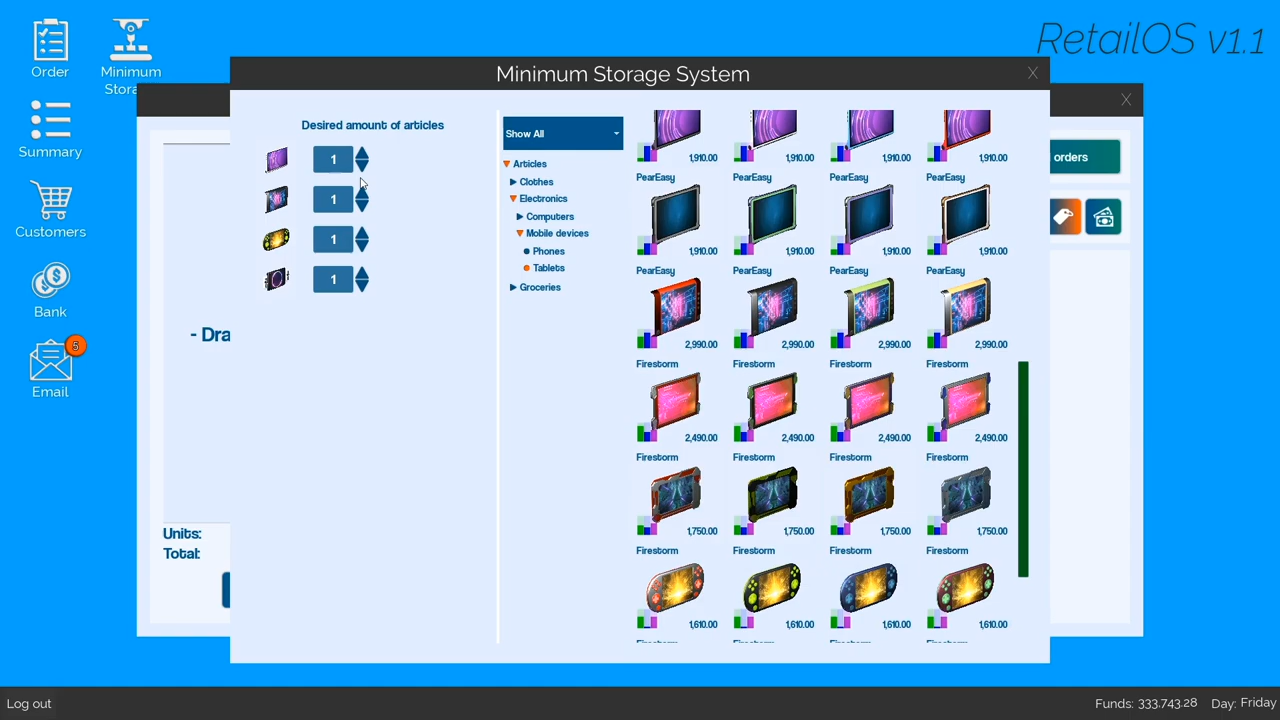 RetailOS v1.1
Order
Minimum
Stora
Summary
Customers
Bank
5
Email
Minimum Storage System
X
X
orders
Desired amount of articles
1
1
1
1
Show All
Articles
Clothes
Electronics
Computers
Mobile devices
Phones
Tablets
Groceries
1,910.00 1,910.00 1,910.00 1,910.00
PearEasy PearEasy PearEasy PearEasy
1,910.00 1,910.00 1,910.00 1,910.00
PearEasy PearEasy PearEasy PearEasy
2,990.00 2,990.00 2,990.00 2,990.00
Firestorm Firestorm Firestorm Firestorm
2,490.00 2,490.00 2,490.00 2,490.00
Firestorm Firestorm Firestorm Firestorm
1,750.00 1,750.00 1,750.00 1,750.00
Firestorm Firestorm Firestorm Firestorm
1,610.00 1,610.00 1,610.00 1,610.00
- Dra
Units:
Total:
Log out
Funds: 333,743.28 Day: Friday